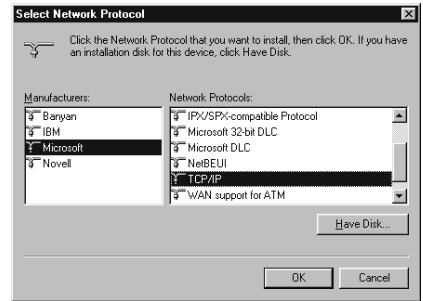 Select Network Protocol
Click the Network Protocol that you want to install, then click OK. If you have
an installation disk for this device, click Have Disk.
Manufacturers:
Banyan
IBM
Microsoft
Novell
Network Protocols:
IPX/SPX-compatible Protocol
Microsoft 32-bit DLC
Microsoft DLC
NetBEUI
TCP/IP
WAN support for ATM
Have Disk...
OK
Cancel